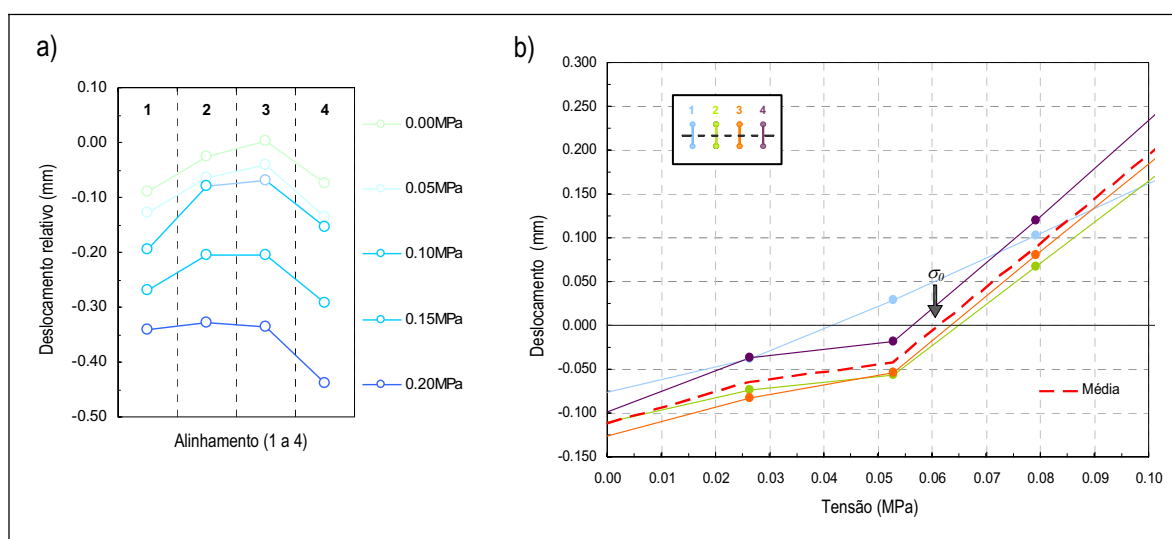 a)
Deslocamento relativo (mm)
0.10
0.00
-0.10
-0.20
-0.30
-0.40
-0.50
1 2 3 4
Alinhamento (1 a 4)
0.00MPa
0.05MPa
0.10MPa
0.15MPa
0.20MPa
b)
Deslocamento (mm)
0.300
0.250
0.200
0.150
0.100
0.050
0.000
-0.050
-0.100
-0.150
1 2 3 4
σ0
Média
0.00 0.01 0.02 0.03 0.04 0.05 0.06 0.07 0.08 0.09 0.10
Tensão (MPa)